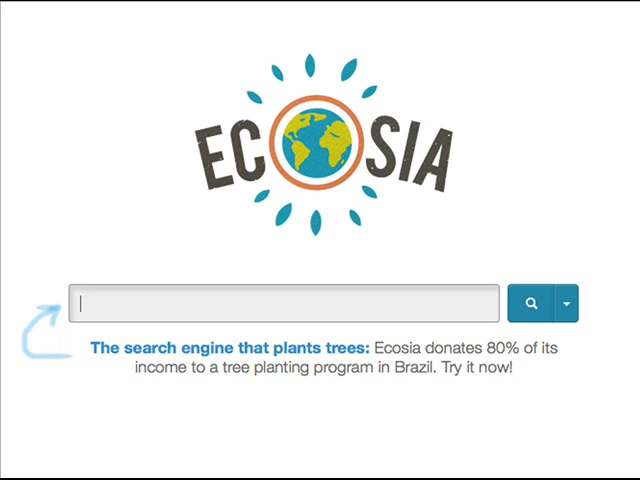 ECOSIA
The search engine that plants trees: Ecosia donates 80% of its
income to a tree planting program in Brazil. Try it now!